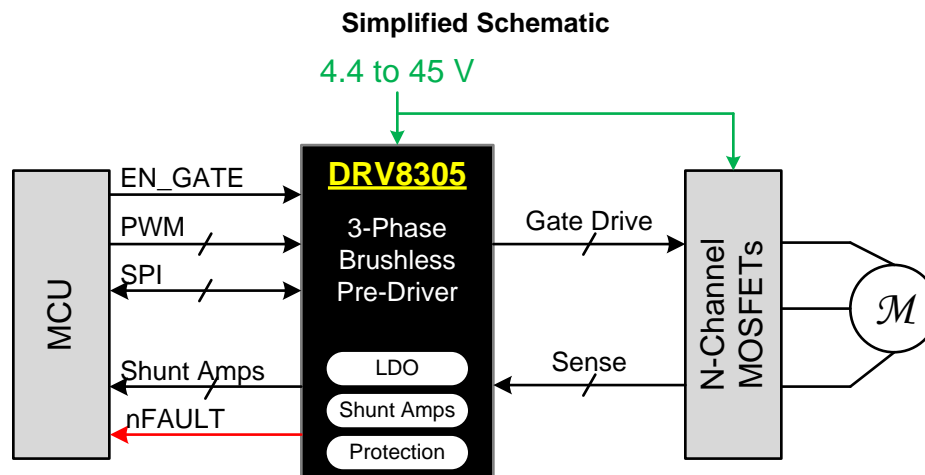 Simplified Schematic
4.4 to 45 V
MCU
EN_GATE
PWM
SPI
Shunt Amps
nFAULT
DRV8305
3-Phase
Brushless
Pre-Driver
LDO
Shunt Amps
Protection
Gate Drive
Sense
N-Channel
MOSFETs
M